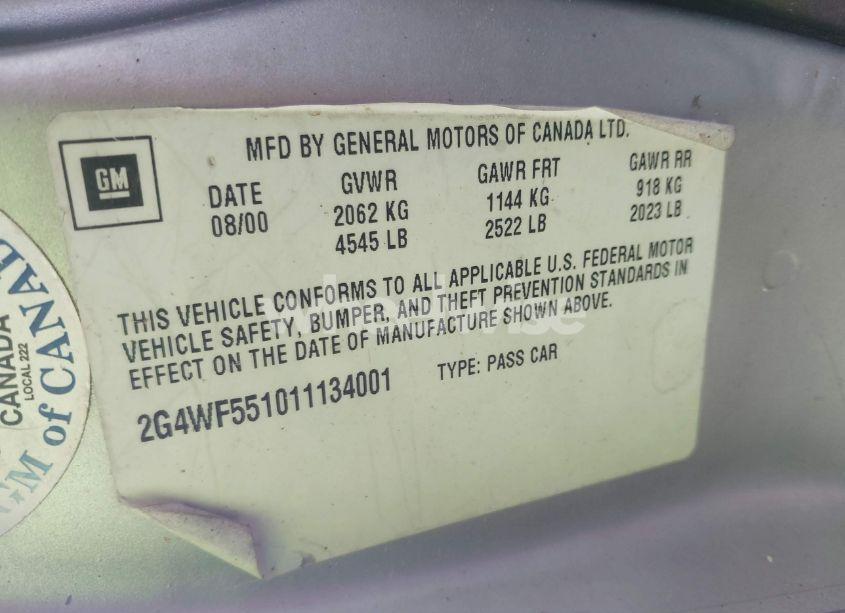 MFD BY GENERAL MOTORS OF CANADA LTD.
GM
DATE GVWR GAWR FRT GAWR RR
08/00 2062 KG 1144 KG 918 KG
4545 LB 2522 LB 2023 LB
THIS VEHICLE CONFORMS TO ALL APPLICABLE U.S. FEDERAL MOTOR
VEHICLE SAFETY, BUMPER, AND THEFT PREVENTION STANDARDS IN
EFFECT ON THE DATE OF MANUFACTURE SHOWN ABOVE.
2G4WF551011134001 TYPE: PASS CAR
CANADA
LOCAL 222
GM of CANAD